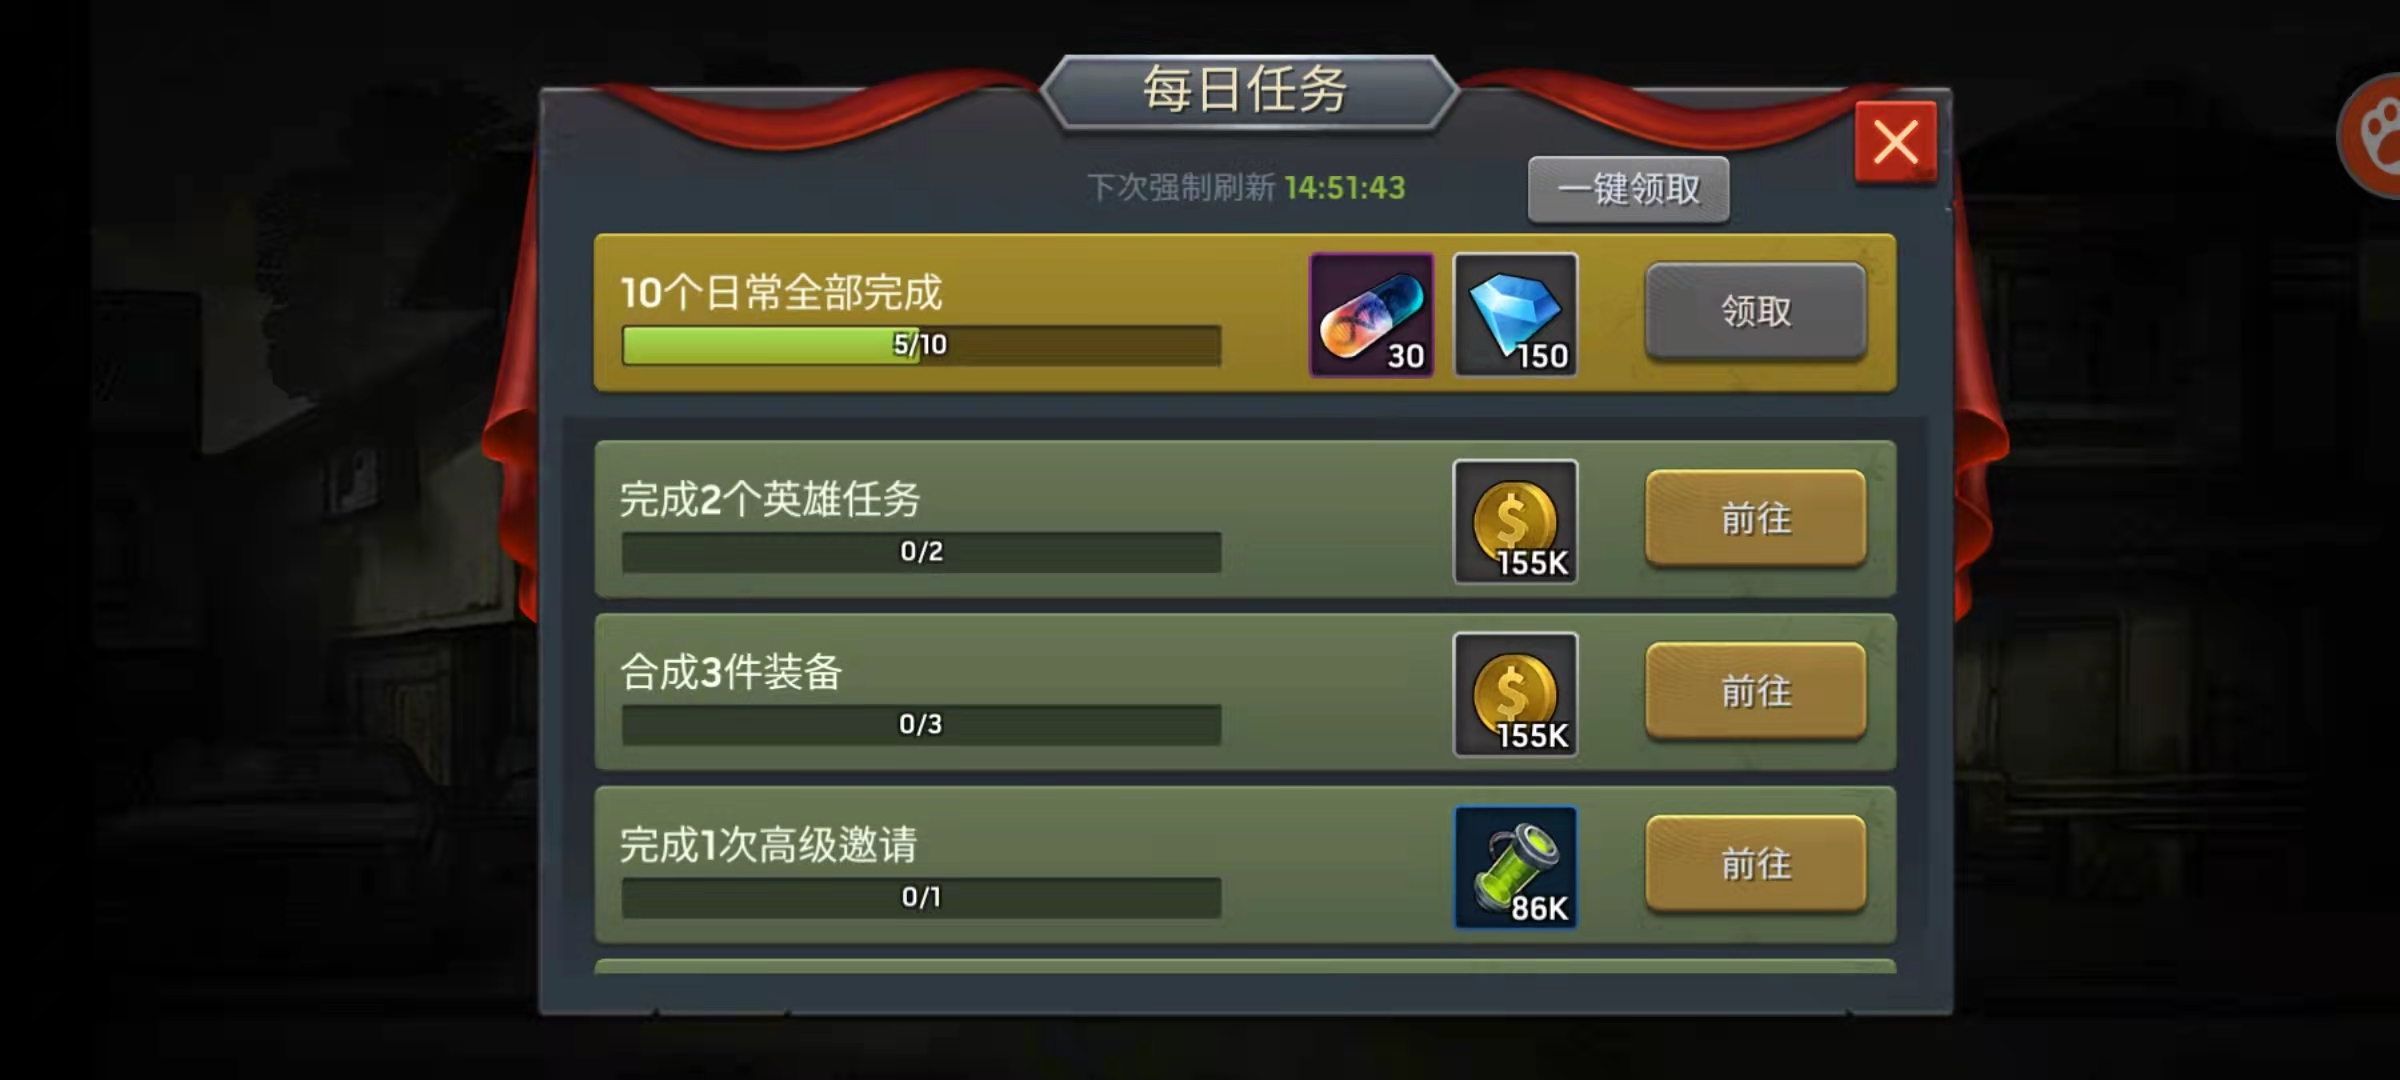 每日任务
下次强制刷新 14:51:43
一键领取
10个日常全部完成
5/10
30
150
领取
完成2个英雄任务
0/2
155K
前往
合成3件装备
0/3
155K
前往
完成1次高级邀请
0/1
86K
前往